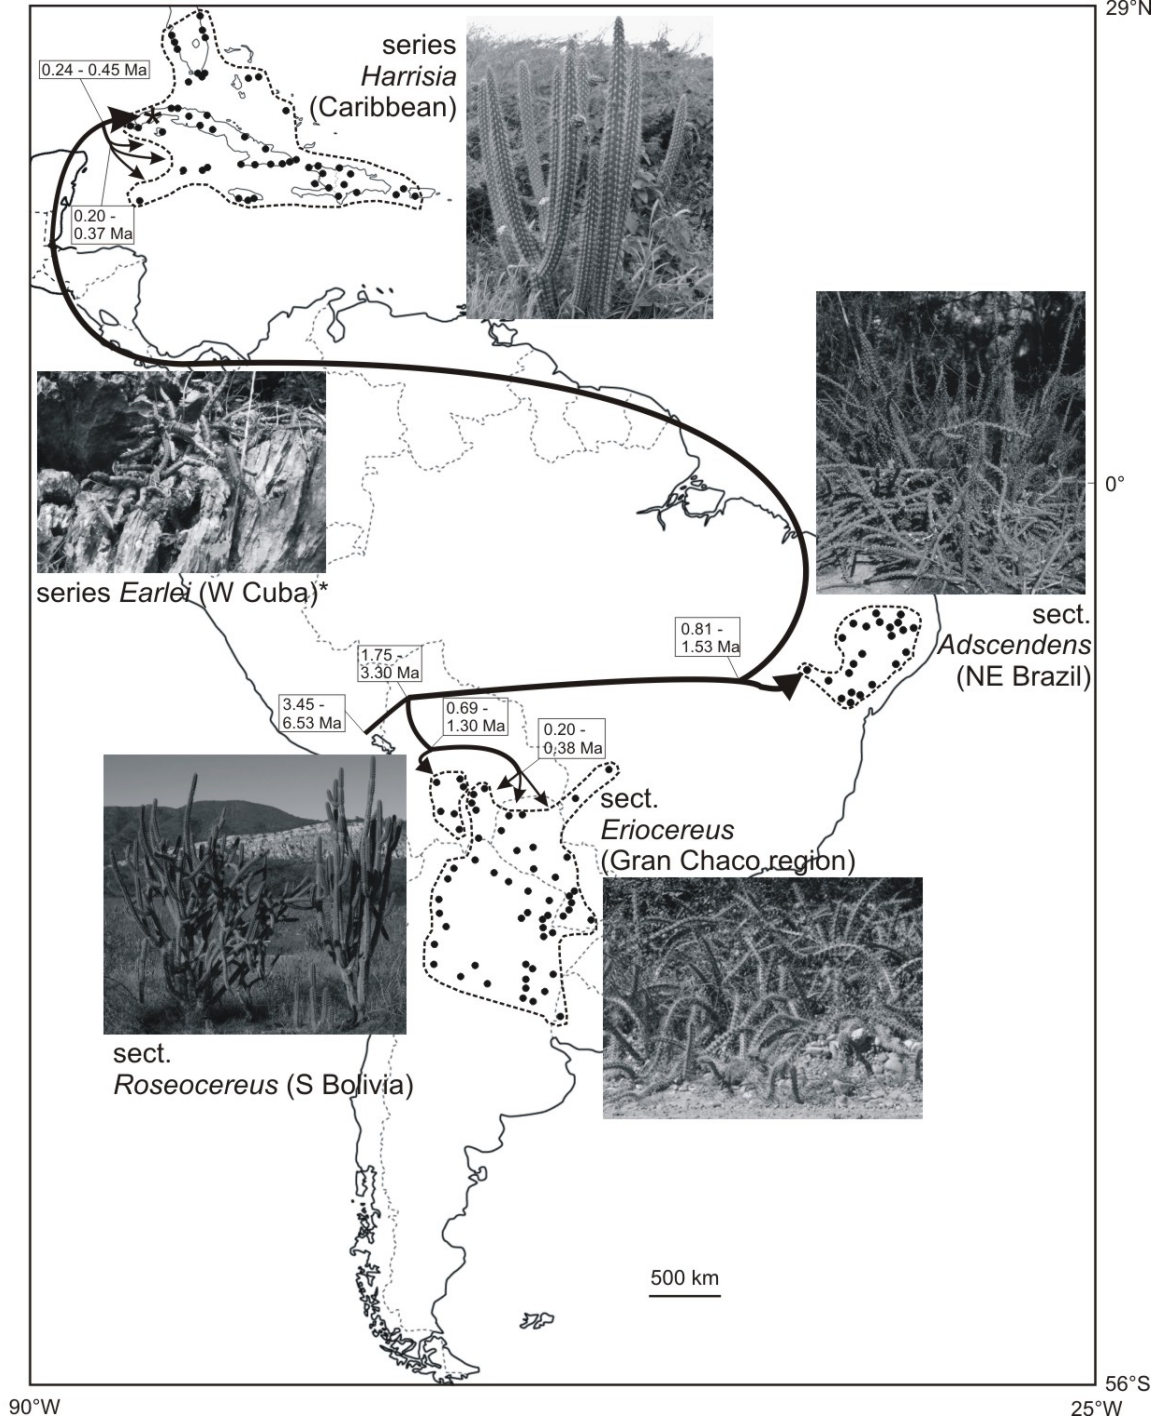 29°N
series
Harrisia
(Caribbean)
0.24 - 0.45 Ma
*
0.20 -
0.37 Ma
0°
series Earlei (W Cuba)*
sect.
Adscendens
(NE Brazil)
0.81 -
1.53 Ma
1.75 -
3.30 Ma
3.45 -
6.53 Ma
0.69 -
1.30 Ma
0.20 -
0.38 Ma
sect.
Eriocereus
(Gran Chaco region)
sect.
Roseocereus (S Bolivia)
500 km
56°S
90°W
25°W